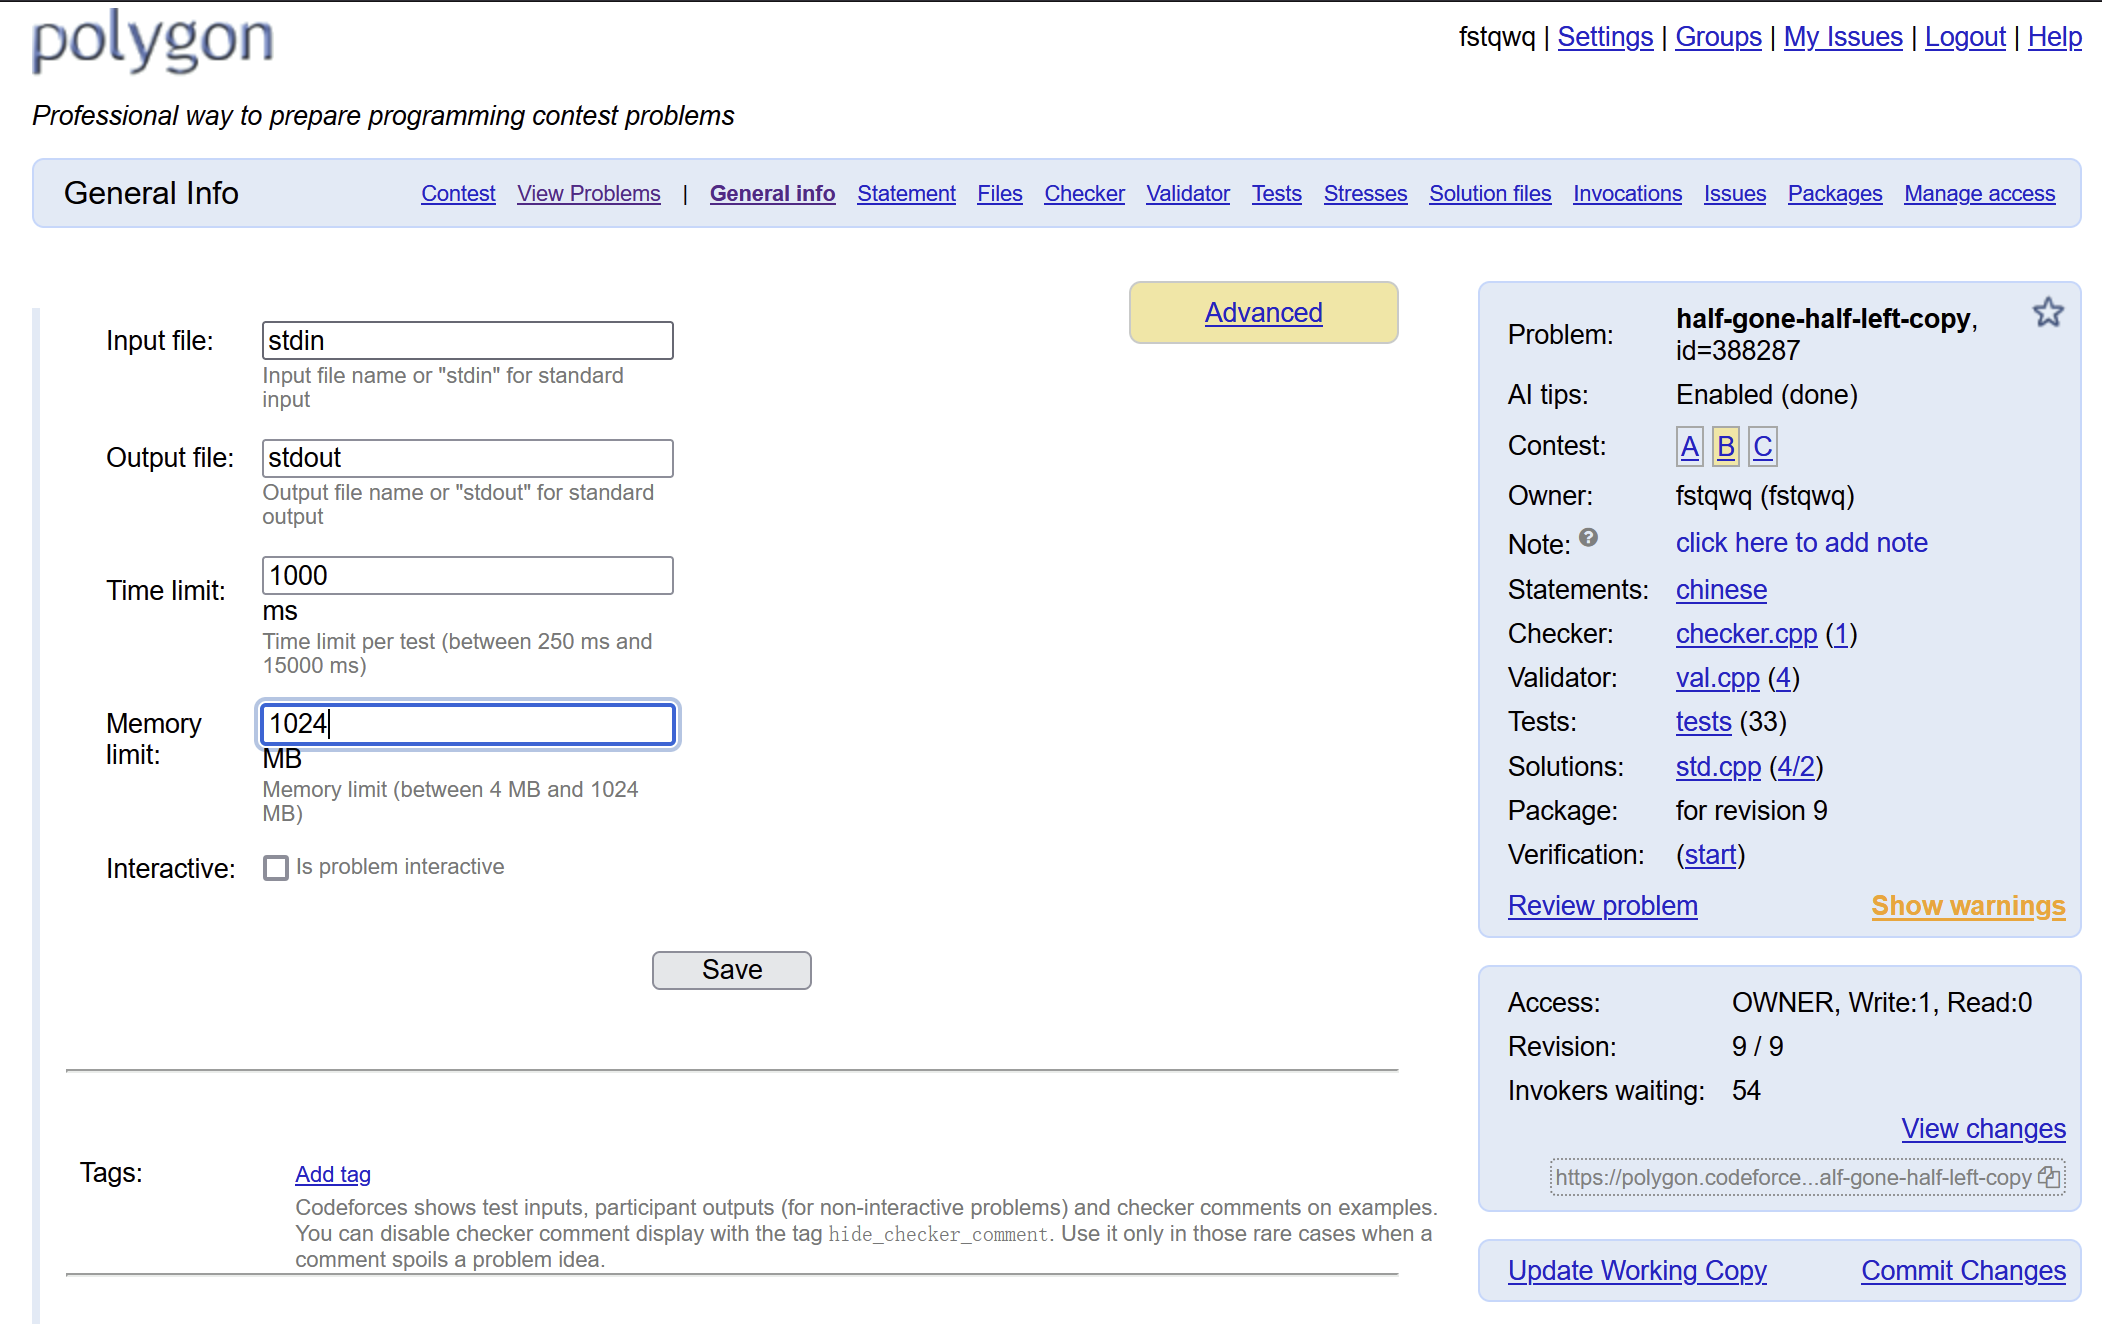 polygon
fstqwq | Settings | Groups | My Issues | Logout | Help
Professional way to prepare programming contest problems
General Info
Contest View Problems | General info Statement Files Checker Validator Tests Stresses Solution files Invocations Issues Packages Manage access
Advanced
Input file: stdin
Input file name or "stdin" for standard
input
Output file: stdout
Output file name or "stdout" for standard
output
Time limit: 1000
ms
Time limit per test (between 250 ms and
15000 ms)
Memory
limit:
1024
MB
Memory limit (between 4 MB and 1024
MB)
Interactive: Is problem interactive
Save
Tags: Add tag
Codeforces shows test inputs, participant outputs (for non-interactive problems) and checker comments on examples.
You can disable checker comment display with the tag hide_checker_comment. Use it only in those rare cases when a
comment spoils a problem idea.
Problem: half-gone-half-left-copy,
id=388287
AI tips: Enabled (done)
Contest: A B C
Owner: fstqwq (fstqwq)
Note: ? click here to add note
Statements: chinese
Checker: checker.cpp (1)
Validator: val.cpp (4)
Tests: tests (33)
Solutions: std.cpp (4/2)
Package: for revision 9
Verification: (start)
Review problem Show warnings
Access: OWNER, Write:1, Read:0
Revision: 9 / 9
Invokers waiting: 54
View changes
https://polygon.codeforce...alf-gone-half-left-copy
Update Working Copy Commit Changes